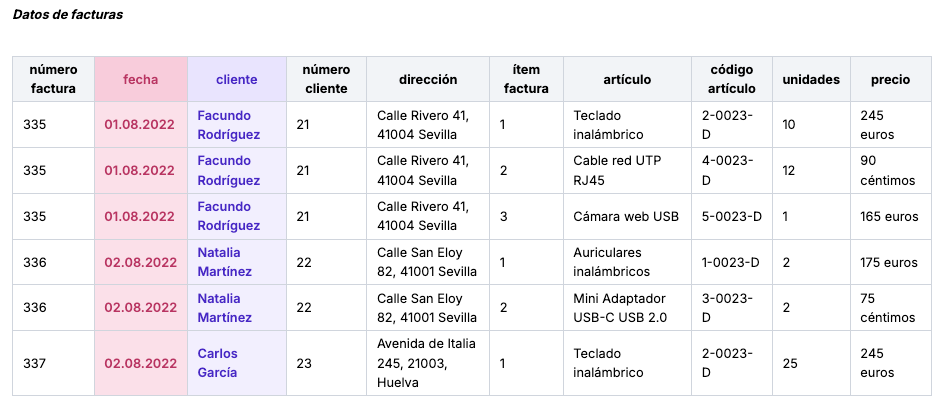 Datos de facturas
número factura | fecha | cliente | número cliente | dirección | ítem factura | artículo | código artículo | unidades | precio
335 | 01.08.2022 | Facundo Rodríguez | 21 | Calle Rivero 41, 41004 Sevilla | 1 | Teclado inalámbrico | 2-0023-D | 10 | 245 euros
335 | 01.08.2022 | Facundo Rodríguez | 21 | Calle Rivero 41, 41004 Sevilla | 2 | Cable red UTP RJ45 | 4-0023-D | 12 | 90 céntimos
335 | 01.08.2022 | Facundo Rodríguez | 21 | Calle Rivero 41, 41004 Sevilla | 3 | Cámara web USB | 5-0023-D | 1 | 165 euros
336 | 02.08.2022 | Natalia Martínez | 22 | Calle San Eloy 82, 41001 Sevilla | 1 | Auriculares inalámbricos | 1-0023-D | 2 | 175 euros
336 | 02.08.2022 | Natalia Martínez | 22 | Calle San Eloy 82, 41001 Sevilla | 2 | Mini Adaptador USB-C USB 2.0 | 3-0023-D | 2 | 75 céntimos
337 | 02.08.2022 | Carlos García | 23 | Avenida de Italia 245, 21003, Huelva | 1 | Teclado inalámbrico | 2-0023-D | 25 | 245 euros